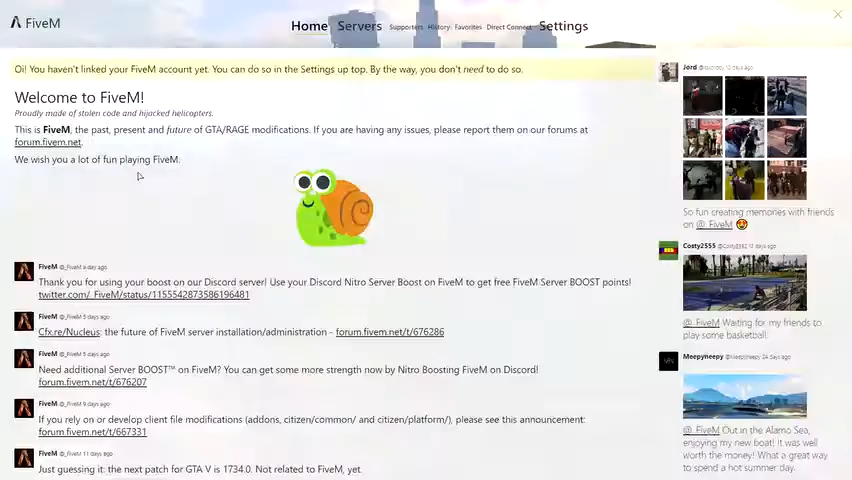 FiveM
Home Servers Supporters History Favorites Direct Connect Settings
Oi! You haven't linked your FiveM account yet. You can do so in the Settings up top. By the way, you don't need to do so.
Welcome to FiveM!
Proudly made of stolen code and hijacked helicopters.
This is FiveM, the past, present and future of GTA/RAGE modifications. If you are having any issues, please report them on our forums at
forum.fivem.net.
We wish you a lot of fun playing FiveM.
FiveM @_FiveM a day ago
Thank you for using your boost on our Discord server! Use your Discord Nitro Server Boost on FiveM to get free FiveM Server BOOST points!
twitter.com/_FiveM/status/1155542873586196481
FiveM @_FiveM 5 days ago
Cfx.re/Nucleus: the future of FiveM server installation/administration - forum.fivem.net/t/676286
FiveM @_FiveM 5 days ago
Need additional Server BOOST™ on FiveM? You can get some more strength now by Nitro Boosting FiveM on Discord!
forum.fivem.net/t/676207
FiveM @_FiveM 9 days ago
If you rely on or develop client file modifications (addons, citizen/common/ and citizen/platform/), please see this announcement:
forum.fivem.net/t/667331
FiveM @_FiveM 11 days ago
Just guessing it: the next patch for GTA V is 1734.0. Not related to FiveM, yet.
Jord 12 days ago
So fun creating memories with friends
on @_FiveM
Costy2555 @Costy2552 13 days ago
@_FiveM Waiting for my friends to
play some basketball!
Meepyneepy @Meepyneepy 24 days ago
@_FiveM Out in the Alamo Sea,
enjoying my new boat! It was well
worth the money! What a great way
to spend a hot summer day.